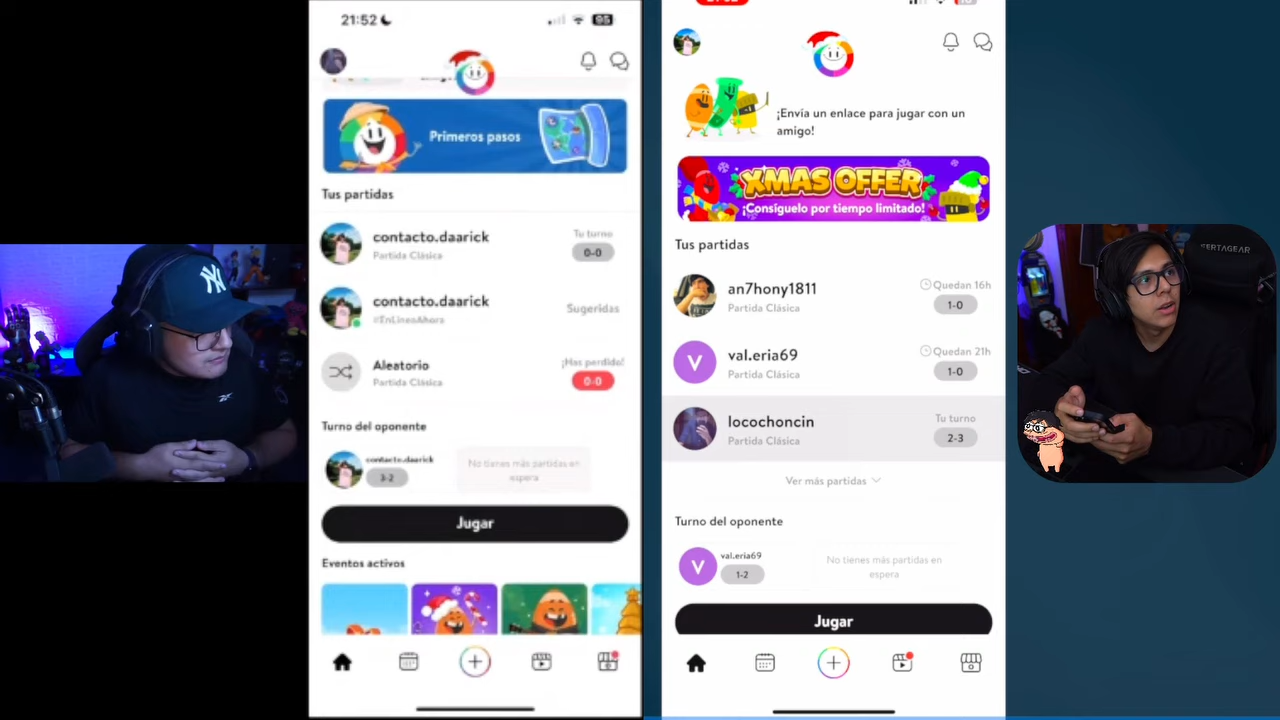 21:52
95
Primeros pasos
Tus partidas
contacto.daarick
Partida Clásica
Tu turno
0-0
contacto.daarick
#EnLíneaAhora
Sugeridas
Aleatorio
Partida Clásica
¡Has perdido!
0-0
Turno del oponente
contacto.daarick
3-2
No tienes más partidas en
espera
Jugar
Eventos activos
¡Envía un enlace para jugar con un
amigo!
XMAS OFFER
¡Consíguelo por tiempo limitado!
Tus partidas
an7hony1811
Partida Clásica
Quedan 16h
1-0
V
val.eria69
Partida Clásica
Quedan 21h
1-0
locochoncin
Partida Clásica
Tu turno
2-3
Ver más partidas
Turno del oponente
V
val.eria69
1-2
No tienes más partidas en
espera
Jugar
NY
ERTAGEAR